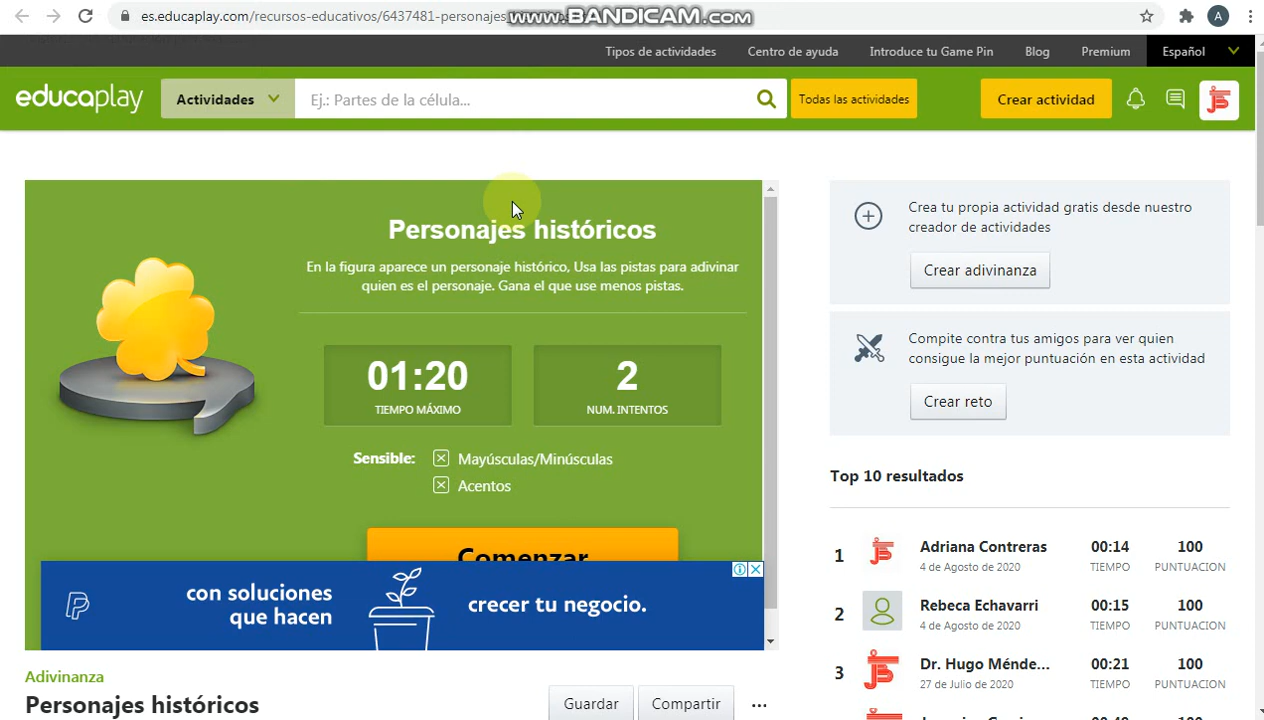 es.educaplay.com/recursos-educativos/6437481-personajes
WWW.BANDICAM.COM
A
Tipos de actividades
Centro de ayuda
Introduce tu Game Pin
Blog
Premium
Español
educaplay
Actividades
Ej.: Partes de la célula...
Todas las actividades
Crear actividad
Personajes históricos
En la figura aparece un personaje histórico, Usa las pistas para adivinar
quien es el personaje. Gana el que use menos pistas.
01:20
TIEMPO MÁXIMO
2
NUM. INTENTOS
Sensible:
Mayúsculas/Minúsculas
Acentos
Comenzar
con soluciones
que hacen
crecer tu negocio.
Adivinanza
Personajes históricos
Guardar
Compartir
...
Crea tu propia actividad gratis desde nuestro
creador de actividades
Crear adivinanza
Compite contra tus amigos para ver quien
consigue la mejor puntuación en esta actividad
Crear reto
Top 10 resultados
1 Adriana Contreras 00:14 100
4 de Agosto de 2020 TIEMPO PUNTUACION
2 Rebeca Echavarri 00:15 100
4 de Agosto de 2020 TIEMPO PUNTUACION
3 Dr. Hugo Ménde... 00:21 100
27 de Julio de 2020 TIEMPO PUNTUACION